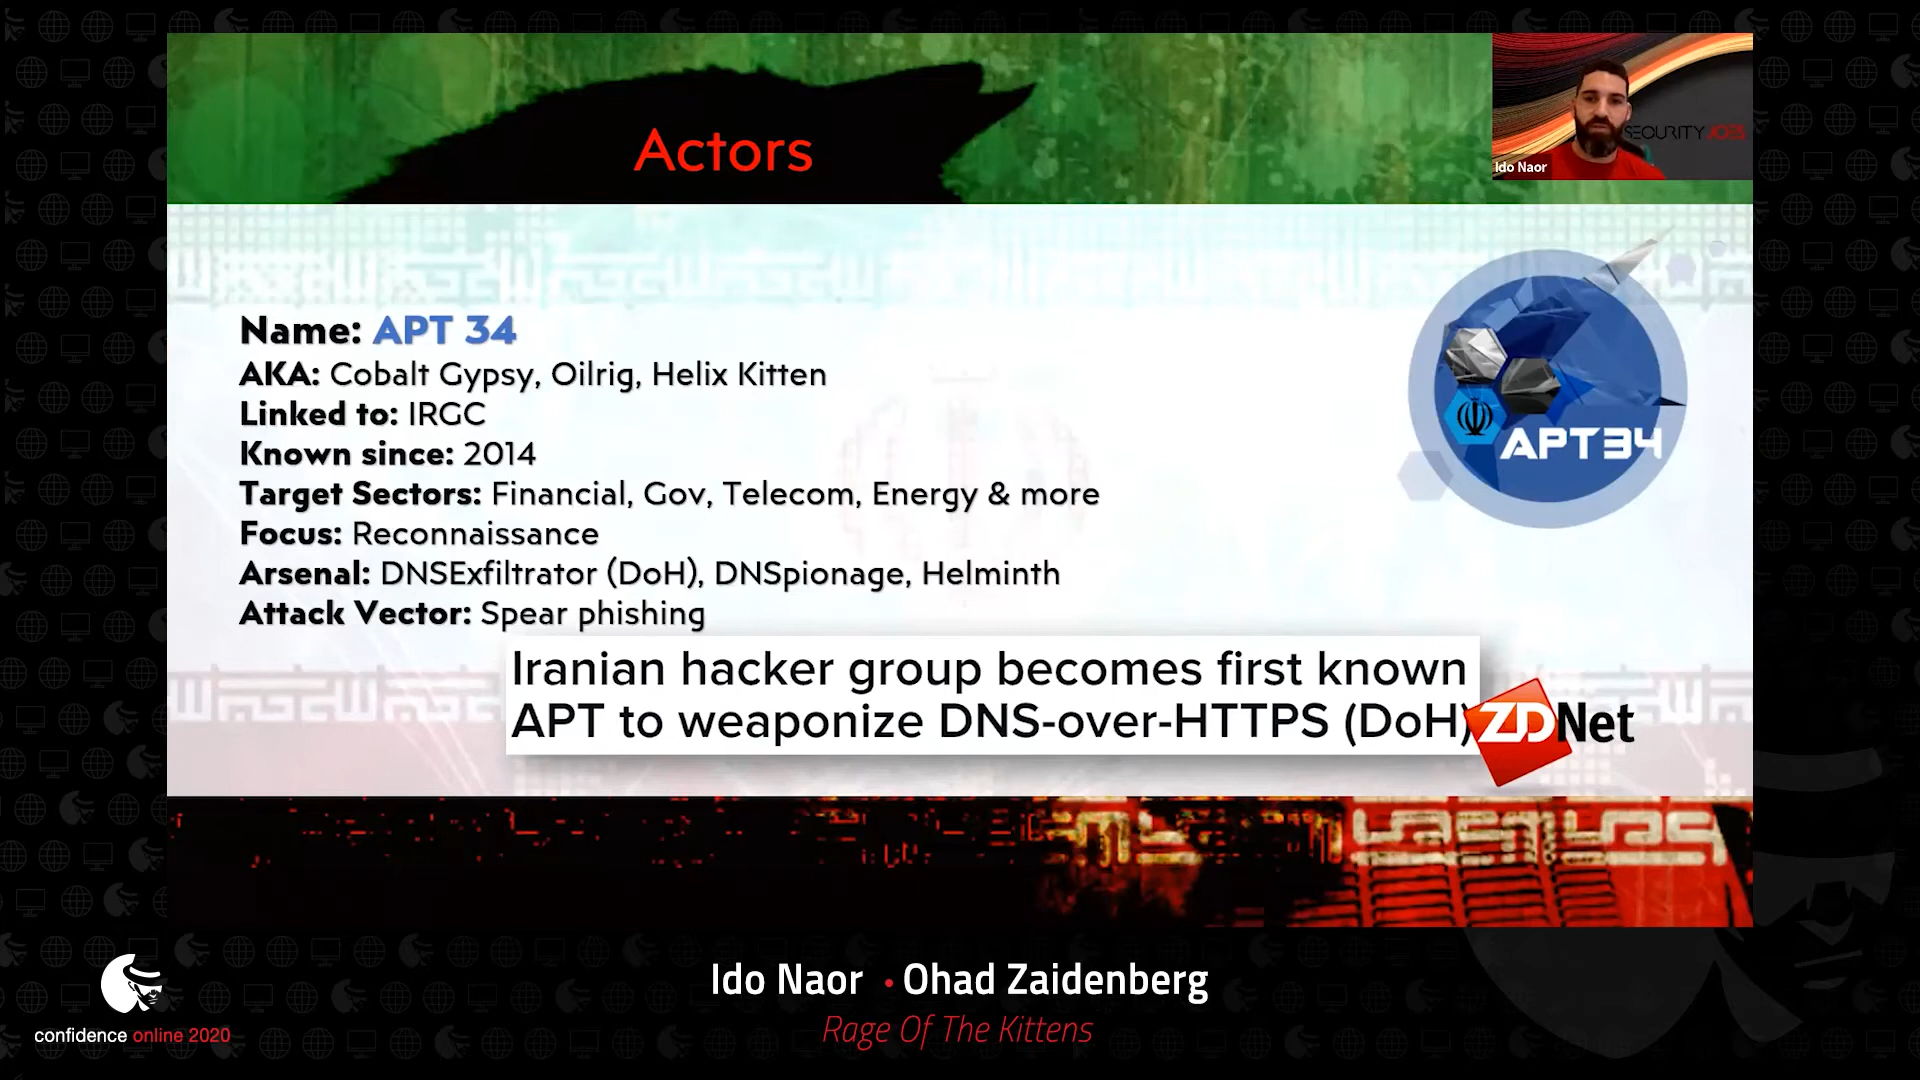 Actors
SEQURITY JOES
Ido Naor
Name: APT 34
AKA: Cobalt Gypsy, Oilrig, Helix Kitten
Linked to: IRGC
Known since: 2014
Target Sectors: Financial, Gov, Telecom, Energy & more
Focus: Reconnaissance
Arsenal: DNSExfiltrator (DoH), DNSpionage, Helminth
Attack Vector: Spear phishing
APT34
Iranian hacker group becomes first known
APT to weaponize DNS-over-HTTPS (DoH)
ZDNet
Ido Naor • Ohad Zaidenberg
Rage Of The Kittens
confidence online 2020